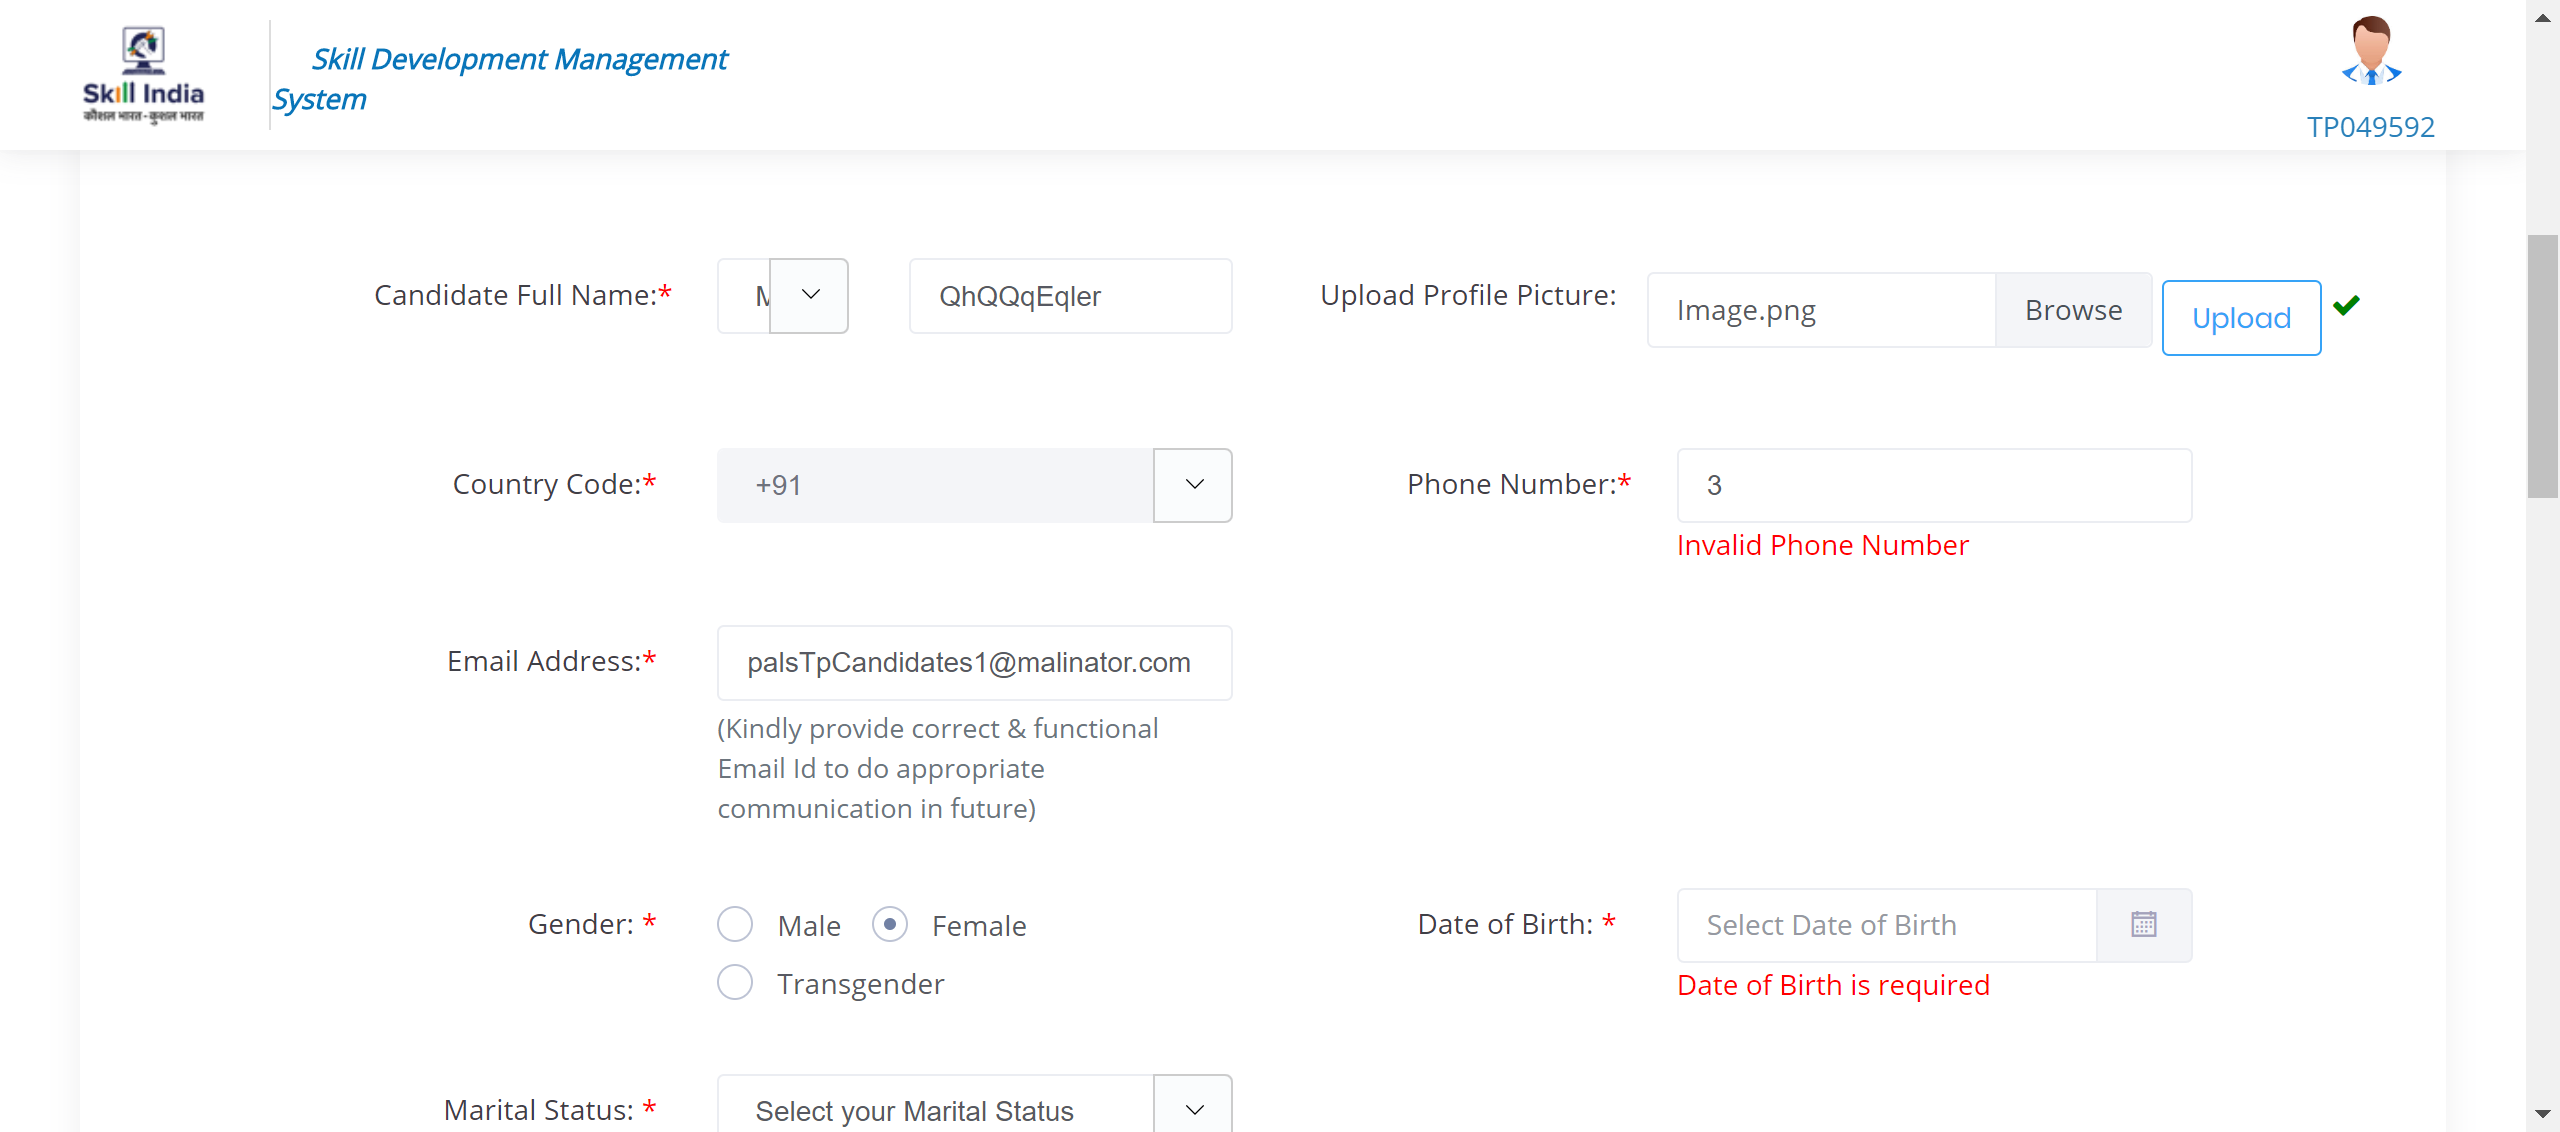 Skill India
कौशल भारत - कुशल भारत
Skill Development Management
System
TP049592
Candidate Full Name:*
QhQQqEqler
Upload Profile Picture:
Image.png
Browse
Upload
Country Code:*
+91
Phone Number:*
3
Invalid Phone Number
Email Address:*
palsTpCandidates1@malinator.com
(Kindly provide correct & functional
Email Id to do appropriate
communication in future)
Gender: *
Male
Female
Transgender
Date of Birth: *
Select Date of Birth
Date of Birth is required
Marital Status: *
Select your Marital Status